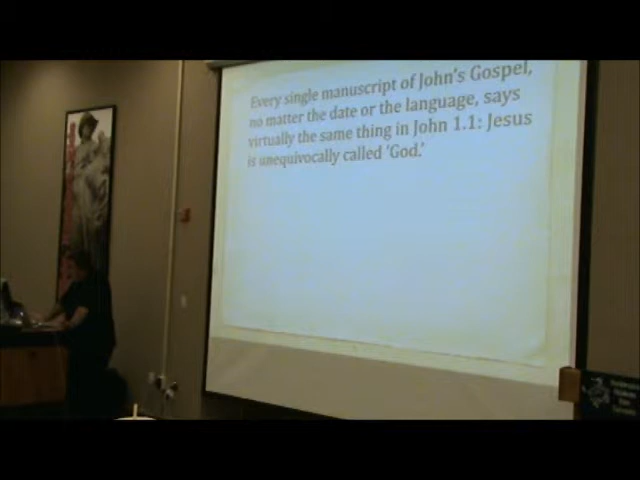 Every single manuscript of John's Gospel,
no matter the date or the language, says
virtually the same thing in John 1.1: Jesus
is unequivocally called 'God.'